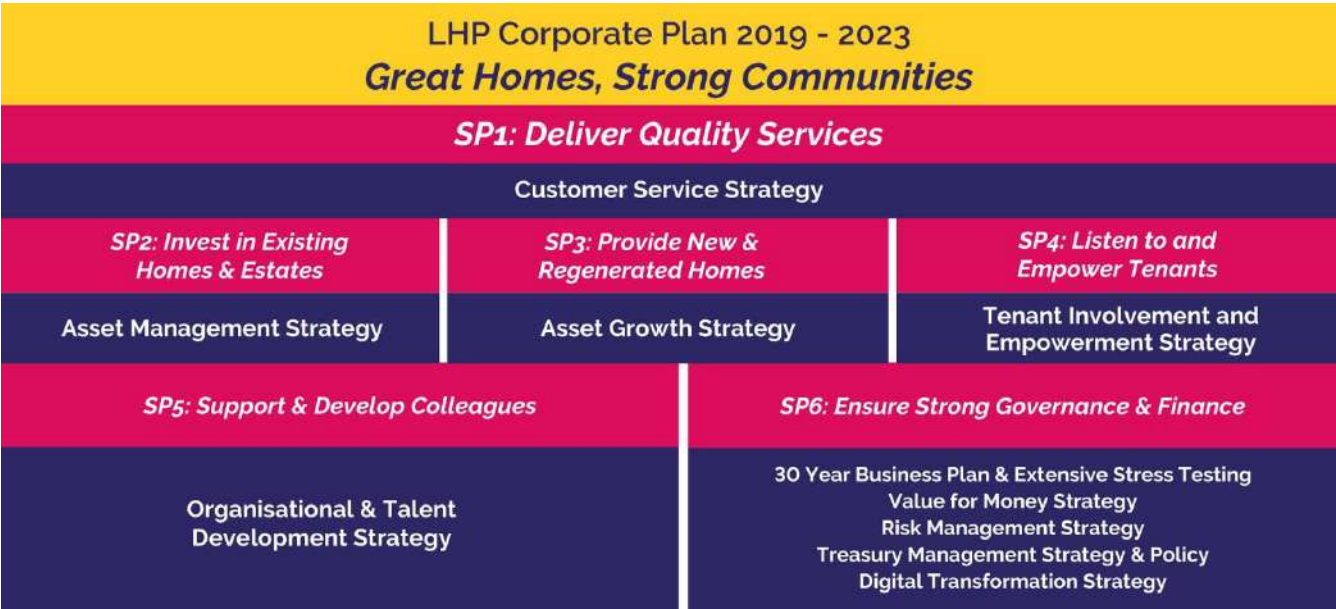 LHP Corporate Plan 2019 - 2023
Great Homes, Strong Communities
SP1: Deliver Quality Services
Customer Service Strategy
SP2: Invest in Existing
Homes & Estates
Asset Management Strategy
SP3: Provide New &
Regenerated Homes
Asset Growth Strategy
SP4: Listen to and
Empower Tenants
Tenant Involvement and
Empowerment Strategy
SP5: Support & Develop Colleagues
Organisational & Talent
Development Strategy
SP6: Ensure Strong Governance & Finance
30 Year Business Plan & Extensive Stress Testing
Value for Money Strategy
Risk Management Strategy
Treasury Management Strategy & Policy
Digital Transformation Strategy